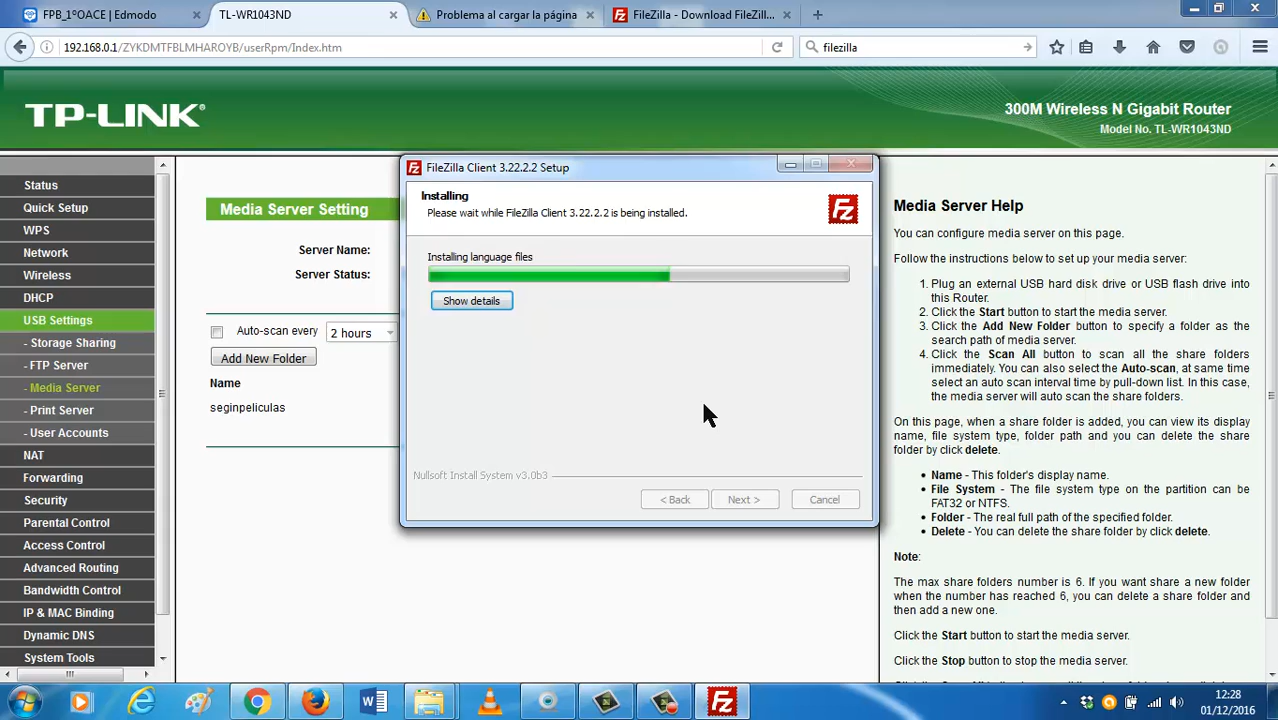 FPB_1ºOACE | Edmodo
TL-WR1043ND
Problema al cargar la página
FileZilla - Download FileZill...
192.168.0.1/ZYKDMTFBLMHAROYB/userRpm/Index.htm
filezilla
TP-LINK®
300M Wireless N Gigabit Router
Model No. TL-WR1043ND
Status
Quick Setup
WPS
Network
Wireless
DHCP
USB Settings
- Storage Sharing
- FTP Server
- Media Server
- Print Server
- User Accounts
NAT
Forwarding
Security
Parental Control
Access Control
Advanced Routing
Bandwidth Control
IP & MAC Binding
Dynamic DNS
System Tools
Media Server Setting
Server Name:
Server Status:
Auto-scan every
2 hours
Add New Folder
Name
seginpeliculas
FileZilla Client 3.22.2.2 Setup
Installing
Please wait while FileZilla Client 3.22.2.2 is being installed.
Installing language files
Show details
Nullsoft Install System v3.0b3
< Back
Next >
Cancel
Media Server Help
You can configure media server on this page.
Follow the instructions below to set up your media server:
1. Plug an external USB hard disk drive or USB flash drive into
this Router.
2. Click the Start button to start the media server.
3. Click the Add New Folder button to specify a folder as the
search path of media server.
4. Click the Scan All button to scan all the share folders
immediately. You can also select the Auto-scan, at same time
select an auto scan interval time by pull-down list. In this case,
the media server will auto scan the share folders.
On this page, when a share folder is added, you can view its display
name, file system type, folder path and you can delete the share
folder by click delete.
Name - This folder's display name.
File System - The file system type on the partition can be
FAT32 or NTFS.
Folder - The real full path of the specified folder.
Delete - You can delete the share folder by click delete.
Note:
The max share folders number is 6. If you want share a new folder
when the number has reached 6, you can delete a share folder and
then add a new one.
Click the Start button to start the media server.
Click the Stop button to stop the media server.
12:28
01/12/2016